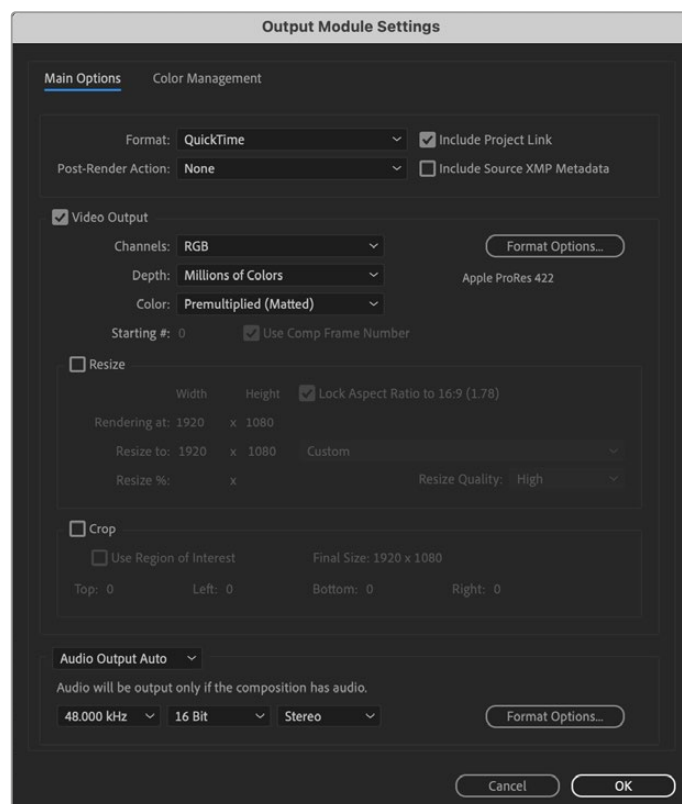 Output Module Settings
Main Options Color Management
Format: QuickTime Include Project Link
Post-Render Action: None Include Source XMP Metadata
Video Output
Channels: RGB Format Options...
Depth: Millions of Colors Apple ProRes 422
Color: Premultiplied (Matted)
Starting #: 0 Use Comp Frame Number
Resize
Width Height Lock Aspect Ratio to 16:9 (1.78)
Rendering at: 1920 x 1080
Resize to: 1920 x 1080 Custom
Resize %: x Resize Quality: High
Crop
Use Region of Interest Final Size: 1920 x 1080
Top: 0 Left: 0 Bottom: 0 Right: 0
Audio Output Auto
Audio will be output only if the composition has audio.
48.000 kHz 16 Bit Stereo Format Options...
Cancel OK